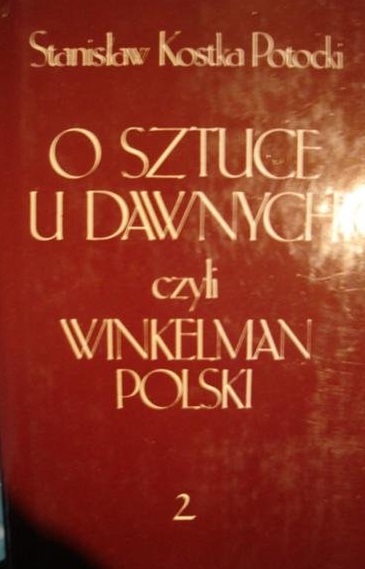 Stanisław Kostka Potocki
O SZTUCE
U DAWNYCH
czyli
WINKELMAN
POLSKI
2